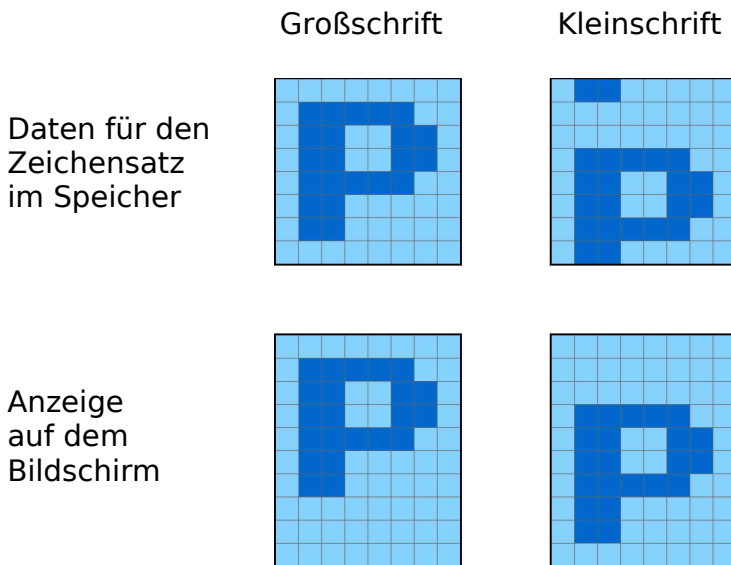 Großschrift
Kleinschrift
Daten für den
Zeichensatz
im Speicher
Anzeige
auf dem
Bildschirm